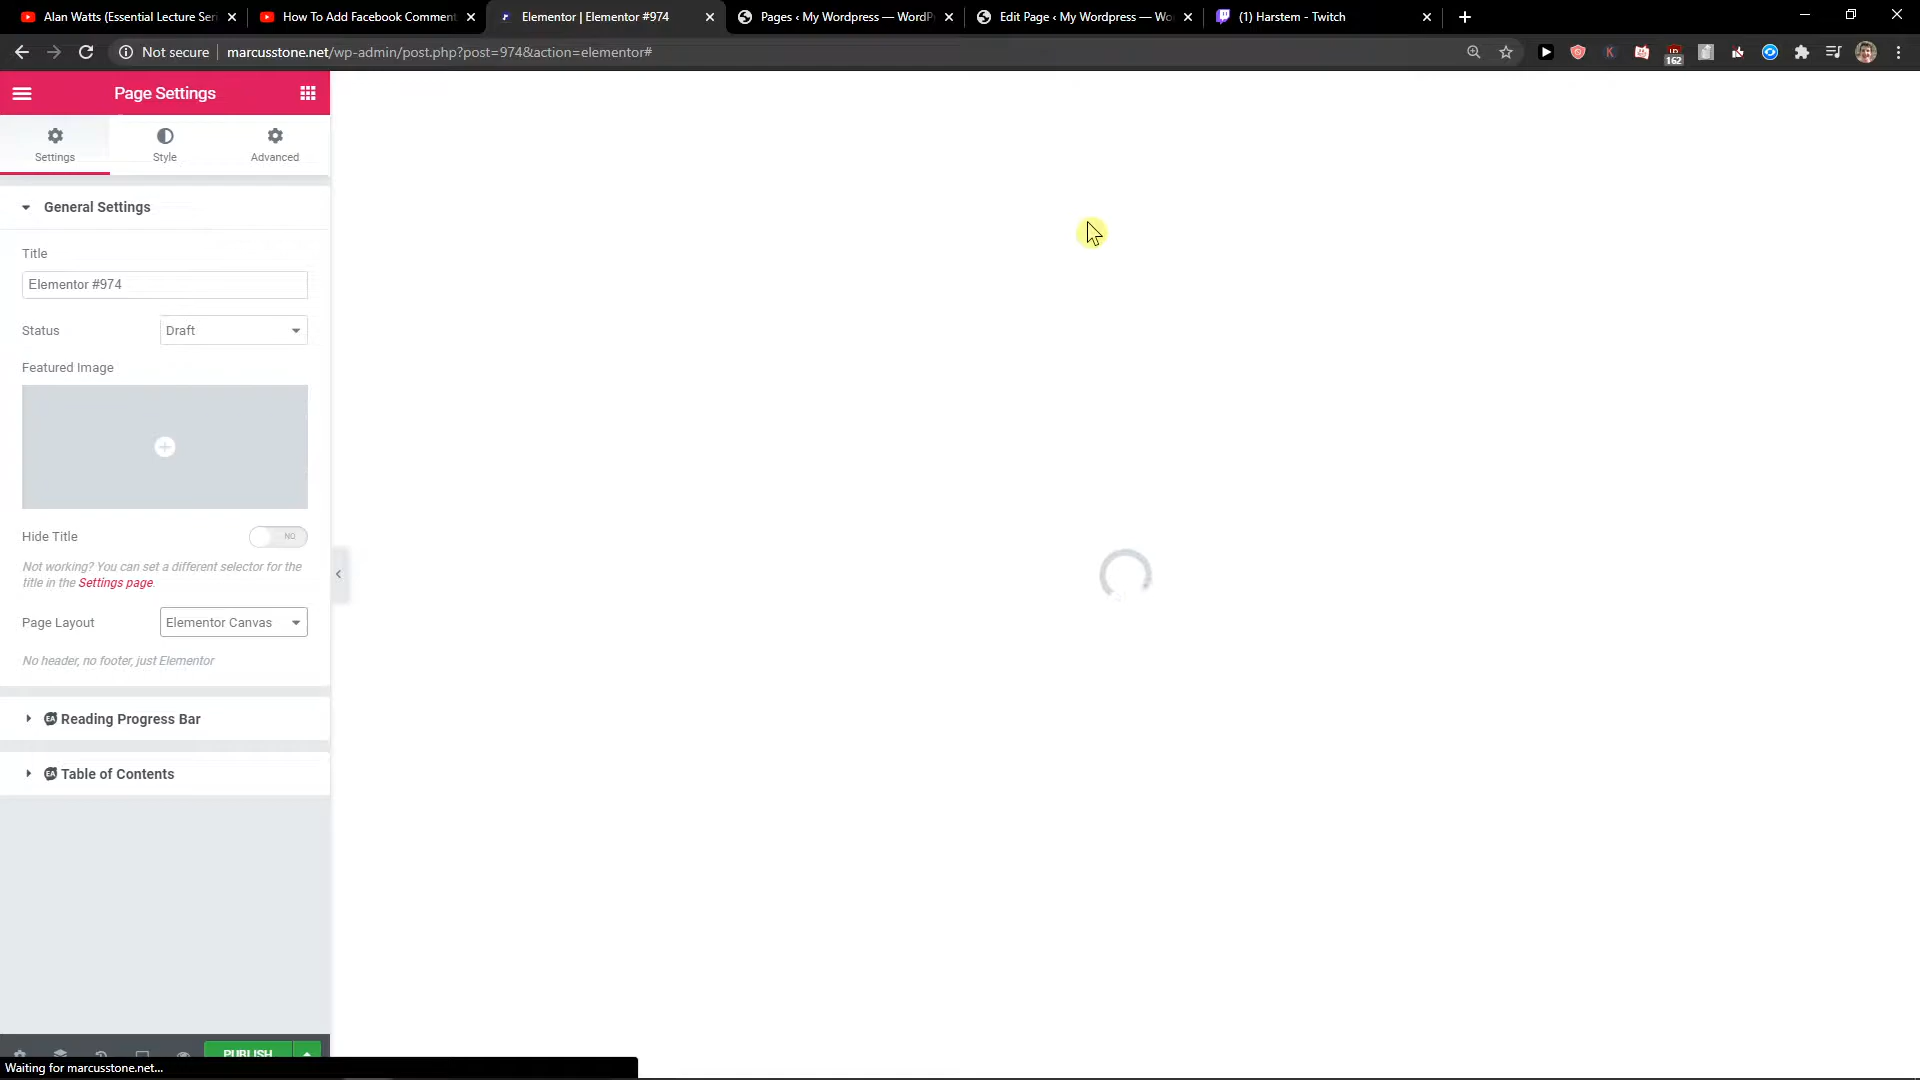 Alan Watts (Essential Lecture Seri
How To Add Facebook Comment
Elementor | Elementor #974
Pages ‹ My Wordpress — WordP
Edit Page ‹ My Wordpress — Wo
(1) Harstem - Twitch
Not secure
marcusstone.net/wp-admin/post.php?post=974&action=elementor#
162
Page Settings
Settings
Style
Advanced
General Settings
Title
Elementor #974
Status
Draft
Featured Image
Hide Title
NO
Not working? You can set a different selector for the
title in the Settings page.
Page Layout
Elementor Canvas
No header, no footer, just Elementor
EA Reading Progress Bar
EA Table of Contents
PUBLISH
Waiting for marcusstone.net...